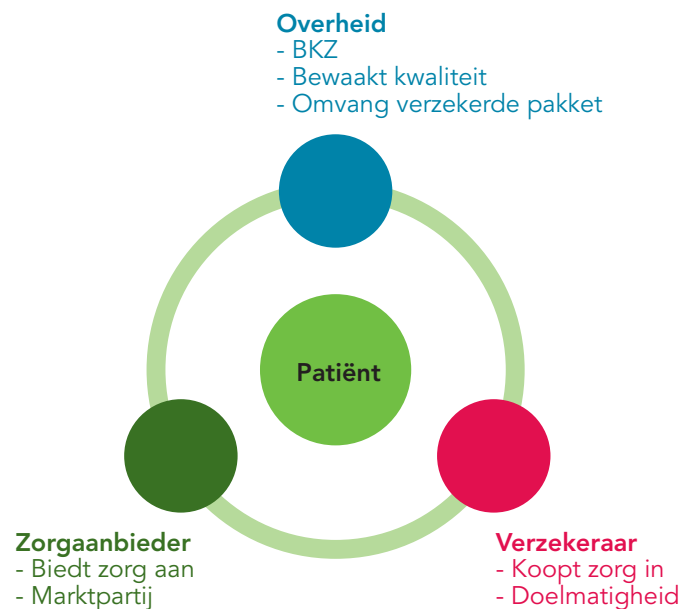 Overheid
- BKZ
- Bewaakt kwaliteit
- Omvang verzekerde pakket
Patiënt
Zorgaanbieder
- Biedt zorg aan
- Marktpartij
Verzekeraar
- Koopt zorg in
- Doelmatigheid